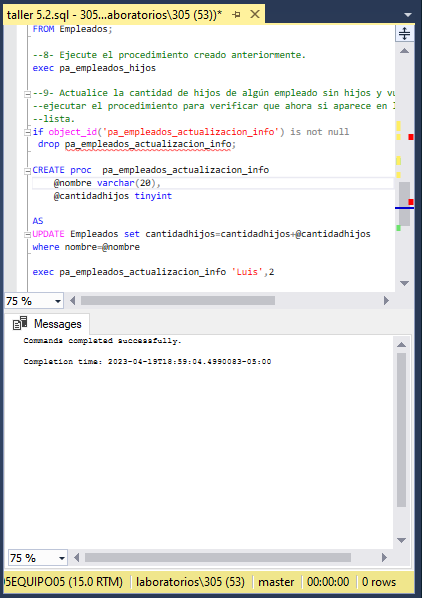 taller 5.2.sql - 305...aboratorios\305 (53))*
FROM Empleados;
--8- Ejecute el procedimiento creado anteriormente.
exec pa_empleados_hijos
--9- Actualice la cantidad de hijos de algún empleado sin hijos y vu
--ejecutar el procedimiento para verificar que ahora si aparece en l
--lista.
if object_id('pa_empleados_actualizacion_info') is not null
drop pa_empleados_actualizacion_info;
CREATE proc pa_empleados_actualizacion_info
@nombre varchar(20),
@cantidadhijos tinyint
AS
UPDATE Empleados set cantidadhijos=cantidadhijos+@cantidadhijos
where nombre=@nombre
exec pa_empleados_actualizacion_info 'Luis',2
75 %
Messages
Commands completed successfully.
Completion time: 2023-04-19T18:59:04.4990083-05:00
75 %
05EQUIPO05 (15.0 RTM) laboratorios\305 (53) master 00:00:00 0 rows